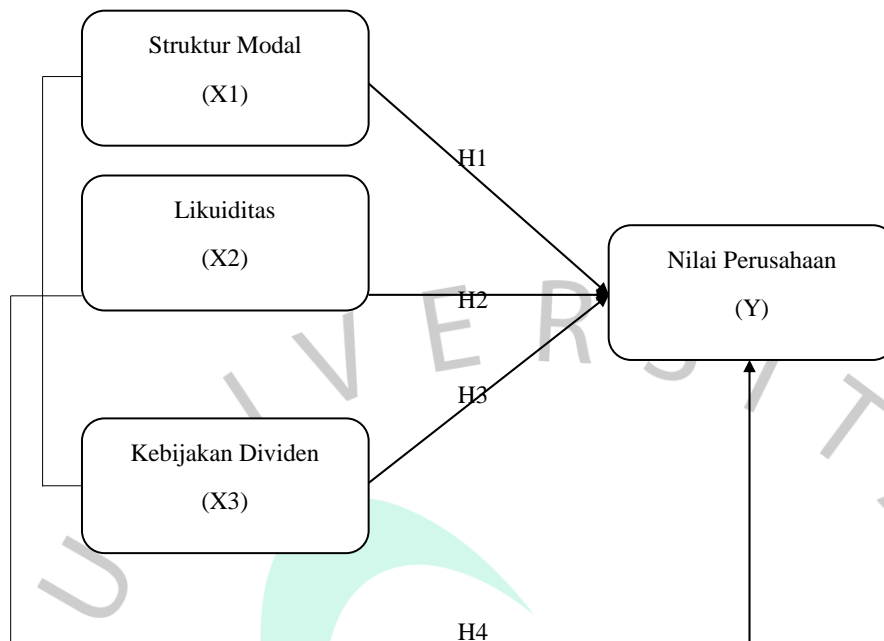 Struktur Modal
(X1)
H1
Likuiditas
(X2)
Nilai Perusahaan
(Y)
H2
H3
Kebijakan Dividen
(X3)
H4